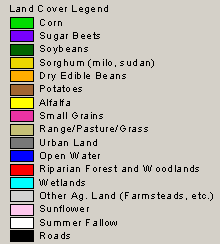 Land Cover Legend
Corn
Sugar Beets
Soybeans
Sorghum (milo, sudan)
Dry Edible Beans
Potatoes
Alfalfa
Small Grains
Range/Pasture/Grass
Urban Land
Open Water
Riparian Forest and Woodlands
Wetlands
Other Ag. Land (Farmsteads, etc.)
Sunflower
Summer Fallow
Roads